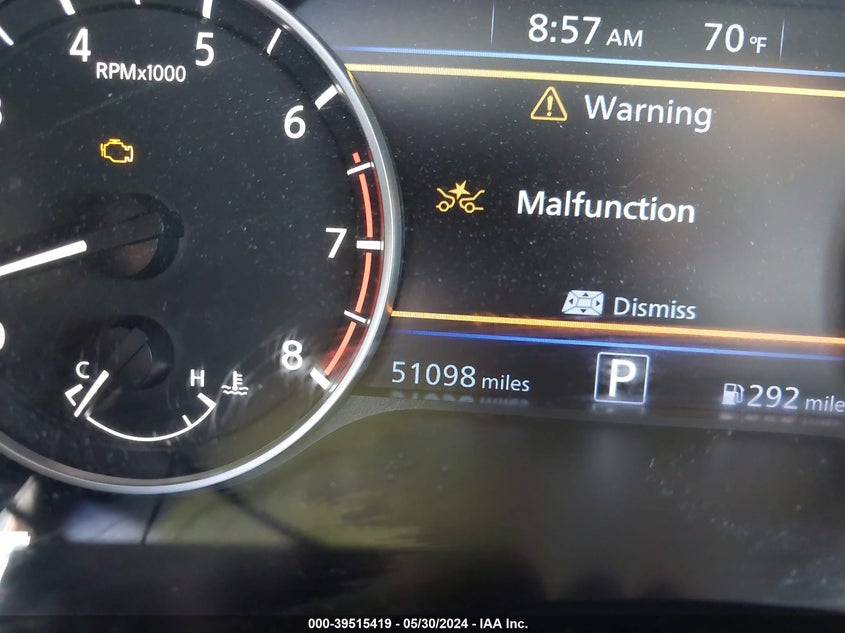 8:57 AM 70 °F
4 5
RPMx1000
6
Warning
Malfunction
7
Dismiss
8
C H
51098 miles P 292 mile
000-39515419 - 05/30/2024 - IAA Inc.